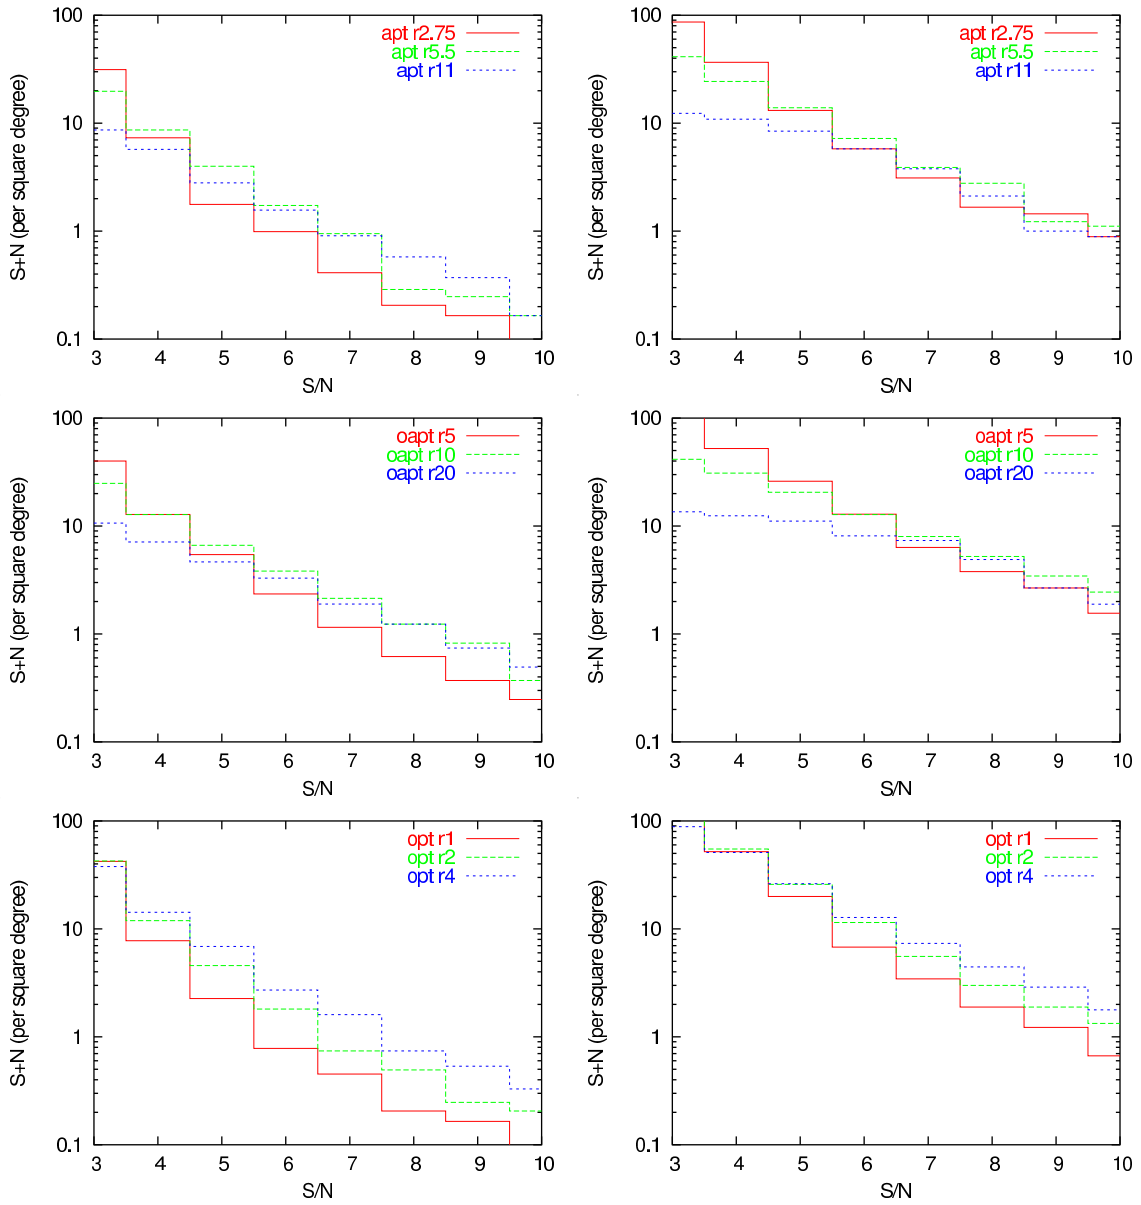 100
10
1
0.1
3 4 5 6 7 8 9 10
S/N
S+N (per square degree)
apt r2.75
apt r5.5
apt r11
100
10
1
0.1
3 4 5 6 7 8 9 10
S/N
S+N (per square degree)
apt r2.75
apt r5.5
apt r11
100
10
1
0.1
3 4 5 6 7 8 9 10
S/N
S+N (per square degree)
oapt r5
oapt r10
oapt r20
100
10
1
0.1
3 4 5 6 7 8 9 10
S/N
S+N (per square degree)
oapt r5
oapt r10
oapt r20
100
10
1
0.1
3 4 5 6 7 8 9 10
S/N
S+N (per square degree)
opt r1
opt r2
opt r4
100
10
1
0.1
3 4 5 6 7 8 9 10
S/N
S+N (per square degree)
opt r1
opt r2
opt r4